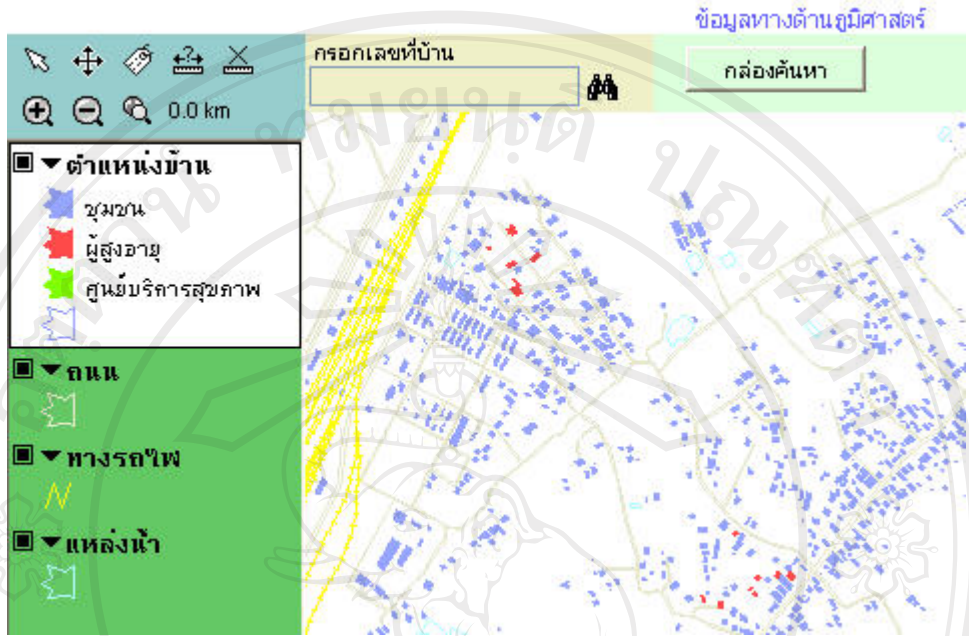 ข้อมูลทางด้านภูมิศาสตร์
กรอกเลขที่บ้าน
กล่องค้นหา
0.0 km
ตำแหน่งบ้าน
ชุมชน
ผู้สูงอายุ
ศูนย์บริการสุขภาพ
ถนน
ทางรถไฟ
แหล่งน้ำ